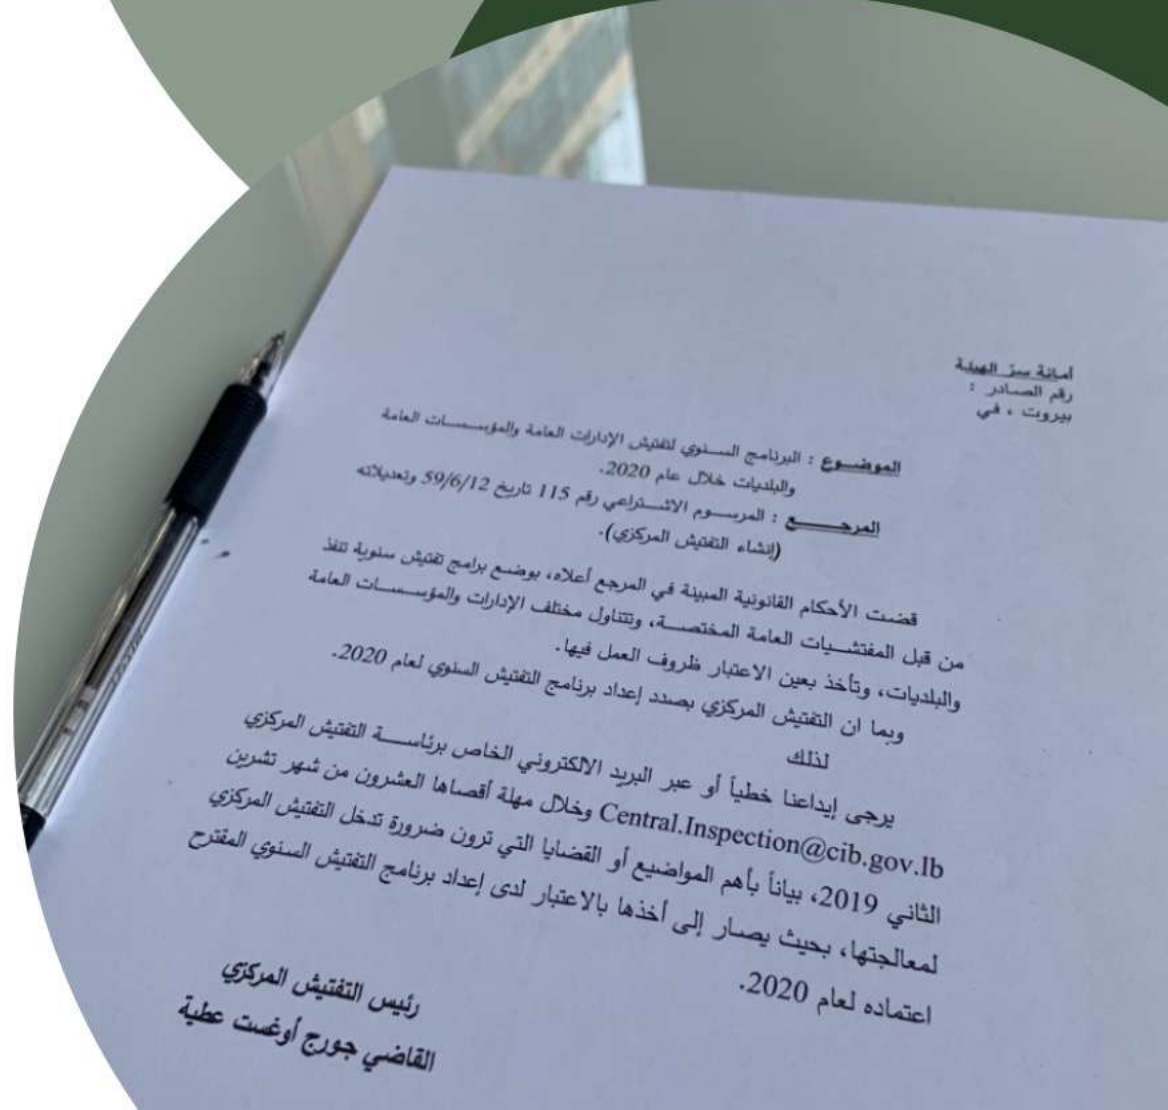 أمانة سرّ الهيئة
رقم الصادر :
بيروت ، في
الموضوع : البرنامج السنوي لتفتيش الإدارات العامة والمؤسسات العامة
والبلديات خلال عام 2020.
المرجع : المرسوم الاشتراعي رقم 115 تاريخ 59/6/12 وتعديلاته
(إنشاء التفتيش المركزي).
قضت الأحكام القانونية المبينة في المرجع أعلاه، بوضع برامج تفتيش سنوية تنفذ
من قبل المفتشيات العامة المختصة، وتتناول مختلف الإدارات والمؤسسات العامة
والبلديات، وتأخذ بعين الاعتبار ظروف العمل فيها.
وبما ان التفتيش المركزي بصدد إعداد برنامج التفتيش السنوي لعام 2020.
لذلك
يرجى إيداعنا خطياً أو عبر البريد الالكتروني الخاص برئاسة التفتيش المركزي
Central.Inspection@cib.gov.lb وخلال مهلة أقصاها العشرون من شهر تشرين
الثاني 2019، بياناً بأهم المواضيع أو القضايا التي ترون ضرورة تدخل التفتيش المركزي
لمعالجتها، بحيث يصار إلى أخذها بالاعتبار لدى إعداد برنامج التفتيش السنوي المقترح
اعتماده لعام 2020.
رئيس التفتيش المركزي
القاضي جورج أوغست عطية